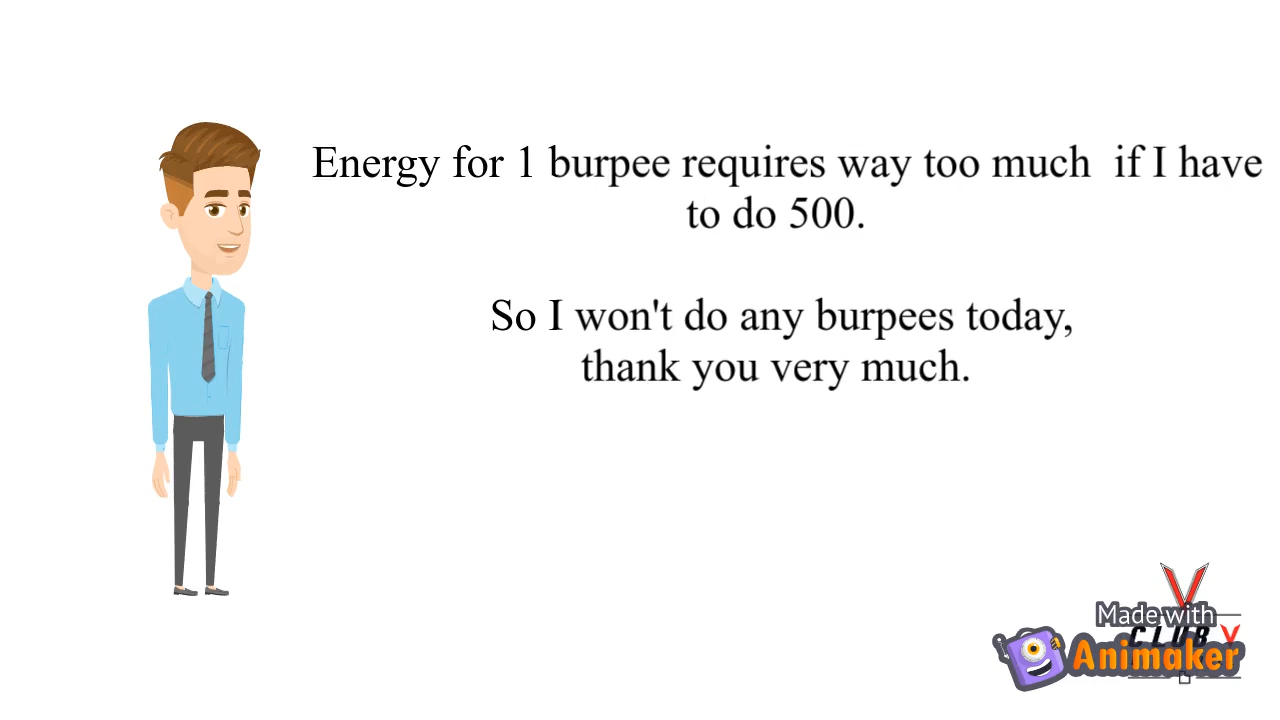 Energy for 1 burpee requires way too much  if I have
to do 500.
So I won't do any burpees today,
thank you very much.
Made with
CLUB
Animaker